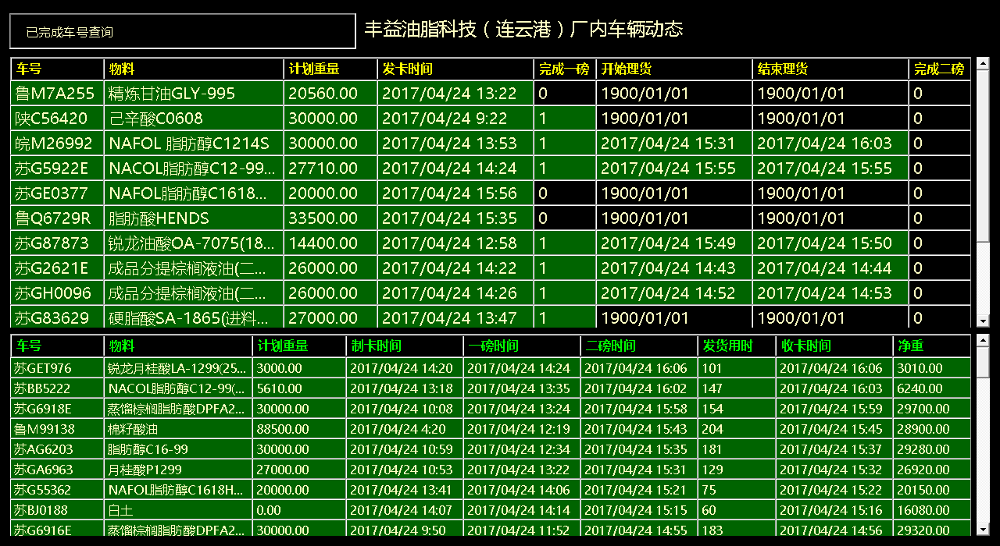 已完成车号查询
丰益油脂科技（连云港）厂内车辆动态
车号 物料 计划重量 发卡时间 完成一磅 开始理货 结束理货 完成二磅
鲁M7A255 精炼甘油GLY-995 20560.00 2017/04/24 13:22 0 1900/01/01 1900/01/01 0
陕C56420 己辛酸C0608 30000.00 2017/04/24 9:22 1 1900/01/01 1900/01/01 0
皖M26992 NAFOL 脂肪醇C1214S 30000.00 2017/04/24 13:53 1 2017/04/24 15:31 2017/04/24 16:03 0
苏G5922E NACOL脂肪醇C12-99... 27710.00 2017/04/24 14:24 1 2017/04/24 15:55 2017/04/24 15:55 0
苏GE0377 NAFOL脂肪醇C1618... 20000.00 2017/04/24 15:56 0 1900/01/01 1900/01/01 0
鲁Q6729R 脂肪酸HENDS 33500.00 2017/04/24 15:35 0 1900/01/01 1900/01/01 0
苏G87873 锐龙油酸OA-7075(18... 14400.00 2017/04/24 12:58 1 2017/04/24 15:49 2017/04/24 15:50 0
苏G2621E 成品分提棕榈液油(二... 26000.00 2017/04/24 14:22 1 2017/04/24 14:43 2017/04/24 14:44 0
苏GH0096 成品分提棕榈液油(二... 26000.00 2017/04/24 14:26 1 2017/04/24 14:52 2017/04/24 14:53 0
苏G83629 硬脂酸SA-1865(进料... 27000.00 2017/04/24 13:47 1 1900/01/01 1900/01/01 0
车号 物料 计划重量 制卡时间 一磅时间 二磅时间 发货用时 收卡时间 净重
苏GET976 锐龙月桂酸LA-1299(25... 3000.00 2017/04/24 14:20 2017/04/24 14:24 2017/04/24 16:06 101 2017/04/24 16:06 3010.00
苏BB5222 NACOL脂肪醇C12-99(... 5610.00 2017/04/24 13:18 2017/04/24 13:35 2017/04/24 16:02 147 2017/04/24 16:03 6240.00
苏G6918E 蒸馏棕榈脂肪酸DPFA2... 30000.00 2017/04/24 10:08 2017/04/24 13:24 2017/04/24 15:58 154 2017/04/24 15:59 29700.00
鲁M99138 棉籽酸油 88500.00 2017/04/24 4:20 2017/04/24 12:19 2017/04/24 15:43 204 2017/04/24 15:45 28900.00
苏AG6203 脂肪醇C16-99 30000.00 2017/04/24 10:59 2017/04/24 12:34 2017/04/24 15:35 181 2017/04/24 15:37 29280.00
苏GA6963 月桂酸P1299 27000.00 2017/04/24 10:53 2017/04/24 13:22 2017/04/24 15:31 129 2017/04/24 15:32 26920.00
苏G55362 NAFOL脂肪醇C1618H... 20000.00 2017/04/24 13:41 2017/04/24 14:06 2017/04/24 15:21 75 2017/04/24 15:22 20150.00
苏BJ0188 白土 0.00 2017/04/24 14:07 2017/04/24 14:14 2017/04/24 15:15 60 2017/04/24 15:16 16080.00
苏G6916E 蒸馏棕榈脂肪酸DPFA2... 30000.00 2017/04/24 9:50 2017/04/24 11:52 2017/04/24 14:55 183 2017/04/24 14:56 29320.00